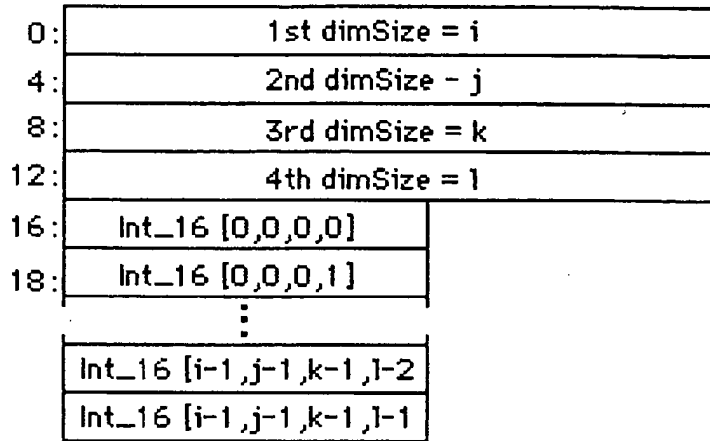 0: 1st dimSize = i
4: 2nd dimSize - j
8: 3rd dimSize = k
12: 4th dimSize = l
16: Int_16 [0,0,0,0]
18: Int_16 [0,0,0,1]
Int_16 [i-1,j-1,k-1,l-2
Int_16 [i-1,j-1,k-1,l-1